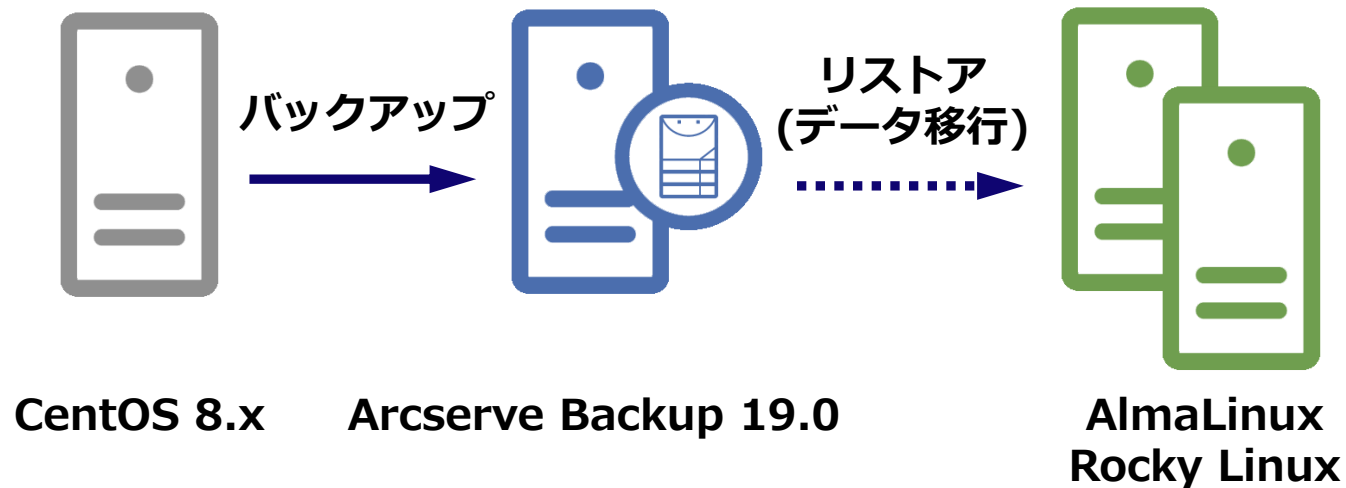 バックアップ
リストア
(データ移行)
CentOS 8.x
Arcserve Backup 19.0
AlmaLinux
Rocky Linux